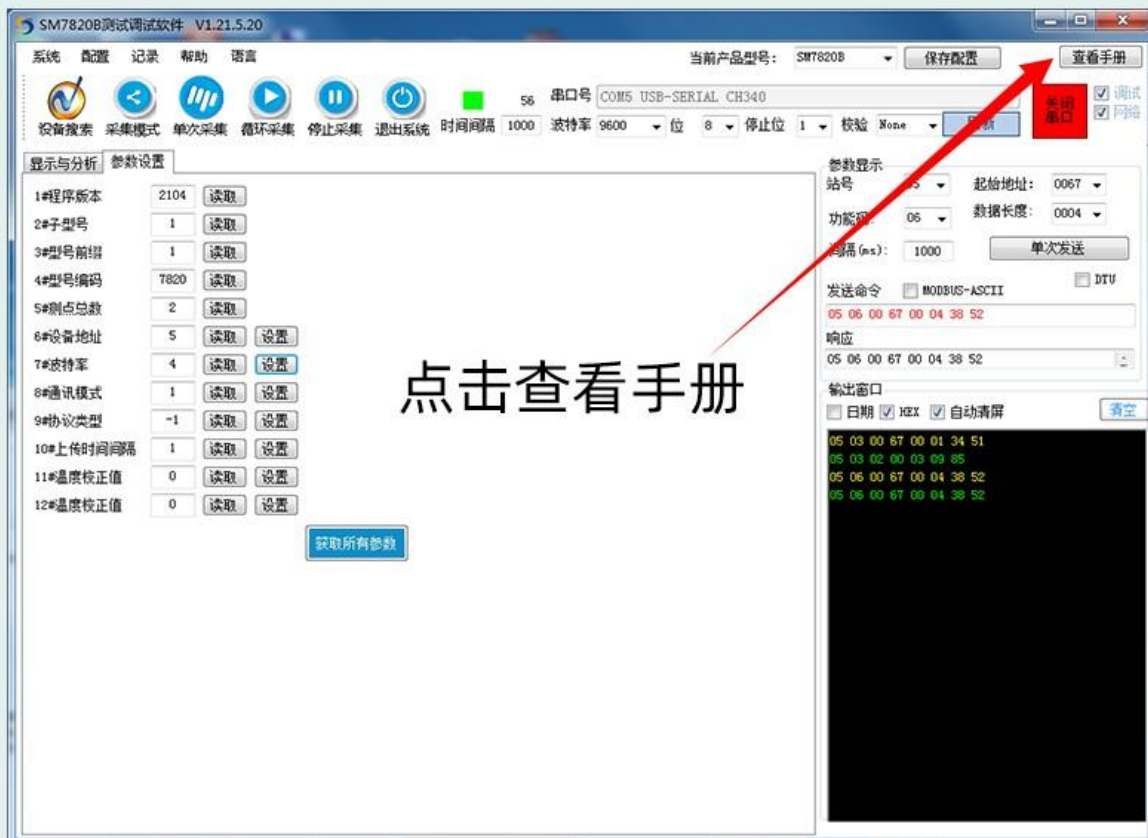 SM7820B测试调试软件 V1.21.5.20
系统 配置 记录 帮助 语言 当前产品型号: SM7820B 保存配置 查看手册
设备搜索 采集模式 单次采集 循环采集 停止采集 退出系统
56 串口号 COM5 USB-SERIAL CH340
时间间隔 1000 波特率 9600 位 8 停止位 1 校验 None
关闭
串口
调试
网络
显示与分析 参数设置
1#程序版本 2104 读取
2#子型号 1 读取
3#型号前缀 1 读取
4#型号编码 7820 读取
5#测点总数 2 读取
6#设备地址 5 读取 设置
7#波特率 4 读取 设置
8#通讯模式 1 读取 设置
9#协议类型 -1 读取 设置
10#上传时间间隔 1 读取 设置
11#温度校正值 0 读取 设置
12#温度校正值 0 读取 设置
获取所有参数
点击查看手册
参数显示
站号 起始地址: 0067
06 数据长度: 0004
(ms): 1000 单次发送
DTU
发送命令 MODBUS-ASCII
05 06 00 67 00 04 38 52
响应
05 06 00 67 00 04 38 52
输出窗口
日期 HEX 自动清屏 清空
05 03 00 67 00 01 34 51
05 03 02 00 03 09 85
05 06 00 67 00 04 38 52
05 06 00 67 00 04 38 52